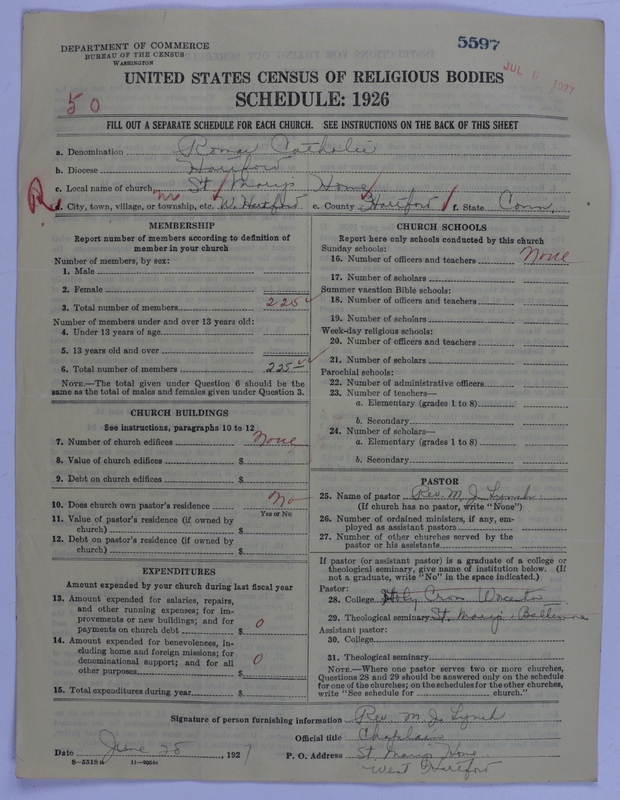 DEPARTMENT OF COMMERCE
BUREAU OF THE CENSUS
WASHINGTON
5597
JUL 1927
UNITED STATES CENSUS OF RELIGIOUS BODIES
50
SCHEDULE: 1926
FILL OUT A SEPARATE SCHEDULE FOR EACH CHURCH. SEE INSTRUCTIONS ON THE BACK OF THIS SHEET
a. Denomination Roman Catholic
b. Diocese Hartford
c. Local name of church St. Mary's Home
d. City, town, village, or township, etc. W. Hartford e. County Hartford f. State Conn.
MEMBERSHIP
Report number of members according to definition of member in your church
Number of members, by sex:
1. Male
2. Female
3. Total number of members 225
Number of members under and over 13 years old:
4. Under 13 years of age
5. 13 years old and over
6. Total number of members 225
NOTE.—The total given under Question 6 should be the
same as the total of males and females given under Question 3.
CHURCH BUILDINGS
See instructions, paragraphs 10 to 12
7. Number of church edifices None
8. Value of church edifices $
9. Debt on church edifices $
10. Does church own pastor's residence No
Yes or No
11. Value of pastor's residence (if owned by
church) $
12. Debt on pastor's residence (if owned by
church) $
EXPENDITURES
Amount expended by your church during last fiscal year
13. Amount expended for salaries, repairs,
and other running expenses; for im-
provements or new buildings; and for
payments on church debt $ 0
14. Amount expended for benevolences, in-
cluding home and foreign missions; for
denominational support; and for all
other purposes $ 0
15. Total expenditures during year $
CHURCH SCHOOLS
Report here only schools conducted by this church
Sunday schools:
16. Number of officers and teachers None
17. Number of scholars
Summer vacation Bible schools:
18. Number of officers and teachers
19. Number of scholars
Week-day religious schools:
20. Number of officers and teachers
21. Number of scholars
Parochial schools:
22. Number of administrative officers
23. Number of teachers—
a. Elementary (grades 1 to 8)
b. Secondary
24. Number of scholars—
a. Elementary (grades 1 to 8)
b. Secondary
PASTOR
25. Name of pastor Rev. M. J. Lynch
(If church has no pastor, write "None")
26. Number of ordained ministers, if any, em-
ployed as assistant pastors
27. Number of other churches served by the
pastor or his assistants
If pastor (or assistant pastor) is a graduate of a college or
theological seminary, give name of institution below. (If
not a graduate, write "No" in the space indicated.)
Pastor:
28. College Holy Cross Worcester
29. Theological seminary St. Mary's, Baltimore
Assistant pastor:
30. College
31. Theological seminary
NOTE.—Where one pastor serves two or more churches,
Questions 28 and 29 should be answered only on the schedule
for one of the churches; on the schedules for the other churches,
write "See schedule for church."
Signature of person furnishing information Rev. M. J. Lynch
Official title Chaplain
Date June 28, 1927 P. O. Address St. Mary's Home
8-5518a West Hartford